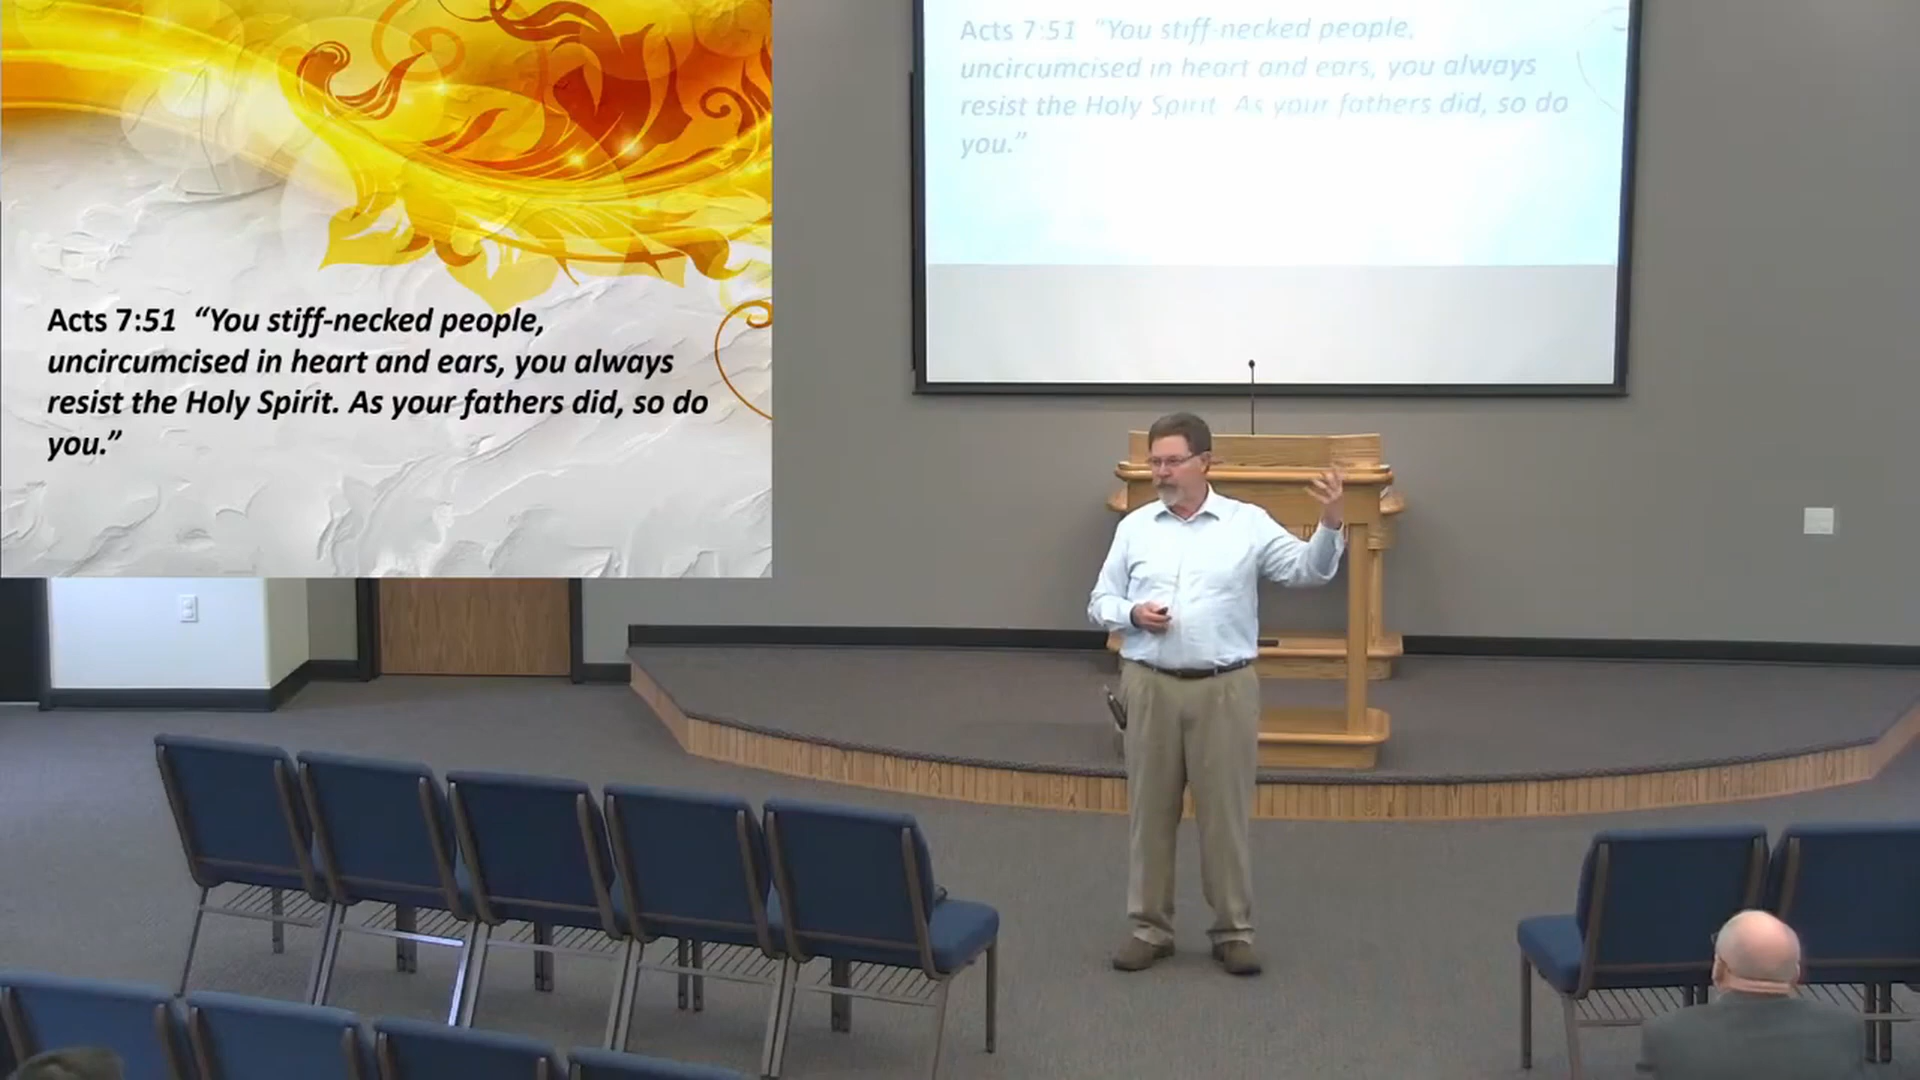 Acts 7:51 “You stiff-necked people,
uncircumcised in heart and ears, you always
resist the Holy Spirit. As your fathers did, so do
you.”
Acts 7:51 “You stiff-necked people,
uncircumcised in heart and ears, you always
resist the Holy Spirit. As your fathers did, so do
you.”